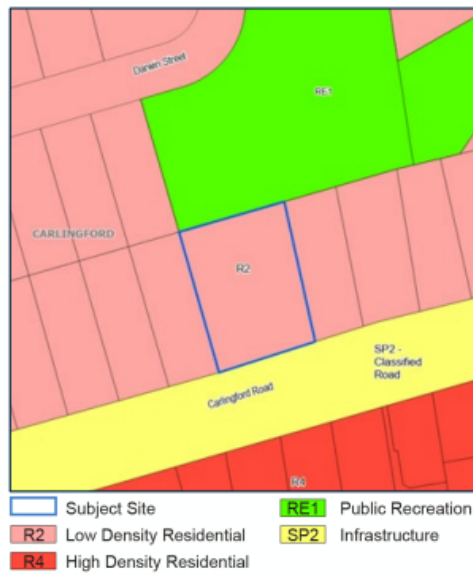 Darwin Street
RE1
CARLINGFORD
R2
SP2 -
Classified
Road
Carlingford Road
R4
Subject Site
RE1 Public Recreation
R2 Low Density Residential
SP2 Infrastructure
R4 High Density Residential